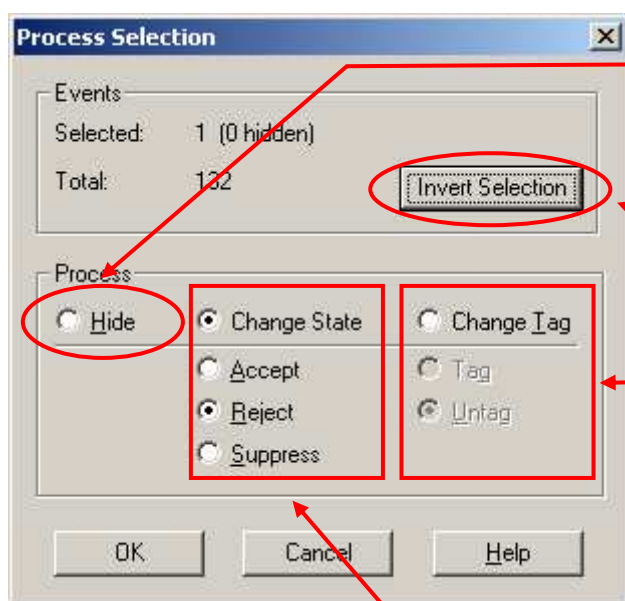 Process Selection
Events
Selected: 1 (0 hidden)
Total: 132
Invert Selection
Process
Hide Change State Change Tag
Accept Tag
Reject Untag
Suppress
OK Cancel Help